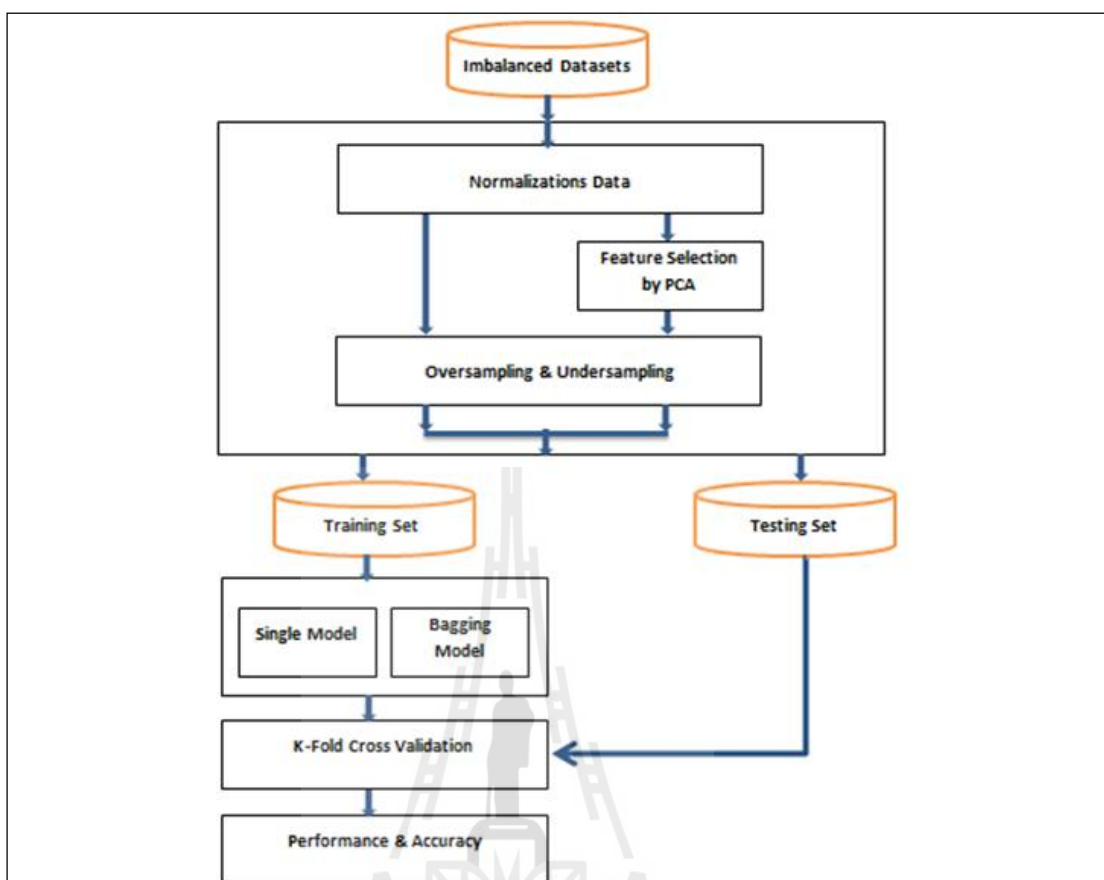 Imbalanced Datasets
Normalizations Data
Feature Selection
by PCA
Oversampling & Undersampling
Training Set
Testing Set
Single Model
Bagging
Model
K-Fold Cross Validation
Performance & Accuracy